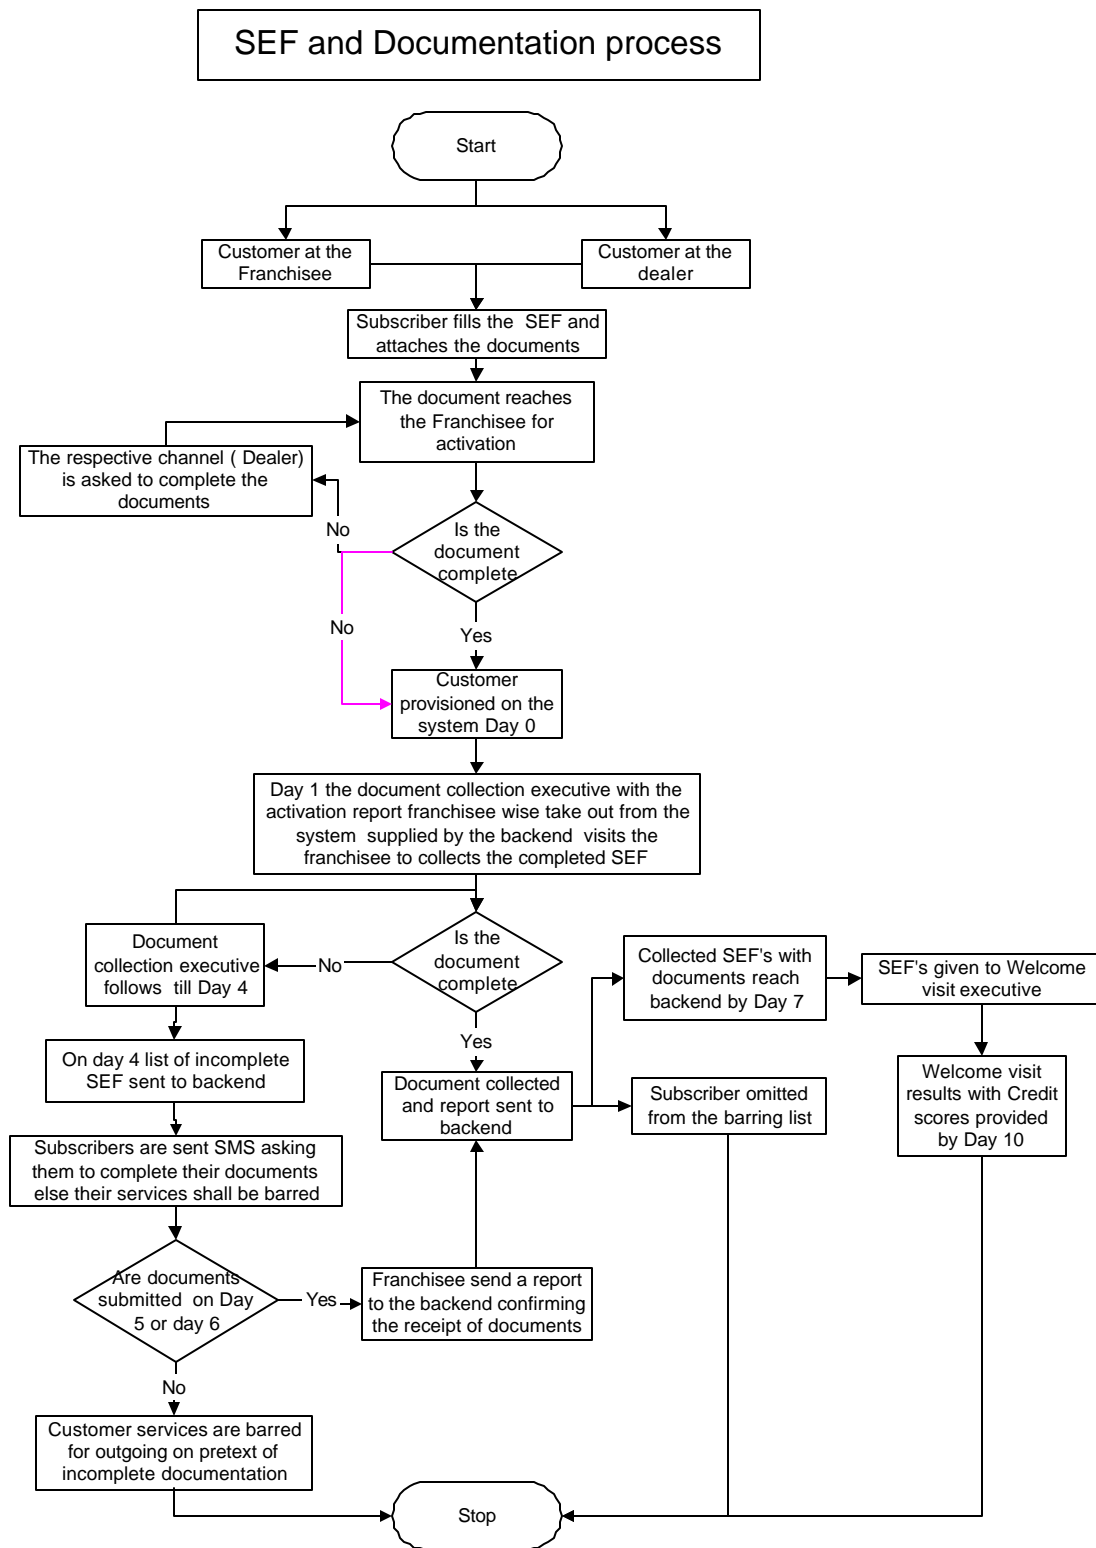 SEF and Documentation process
Start
Customer at the
Franchisee
Customer at the
dealer
Subscriber fills the SEF and
attaches the documents
The document reaches
the Franchisee for
activation
The respective channel ( Dealer)
is asked to complete the
documents
No
Is the
document
complete
No
Yes
Customer
provisioned on the
system Day 0
Day 1 the document collection executive with the
activation report franchisee wise take out from the
system supplied by the backend visits the
franchisee to collects the completed SEF
Document
collection executive
follows till Day 4
No
Is the
document
complete
Collected SEF's with
documents reach
backend by Day 7
SEF's given to Welcome
visit executive
Yes
On day 4 list of incomplete
SEF sent to backend
Document collected
and report sent to
backend
Subscriber omitted
from the barring list
Welcome visit
results with Credit
scores provided
by Day 10
Subscribers are sent SMS asking
them to complete their documents
else their services shall be barred
Are documents
submitted on Day
5 or day 6
Yes
Franchisee send a report
to the backend confirming
the receipt of documents
No
Customer services are barred
for outgoing on pretext of
incomplete documentation
Stop